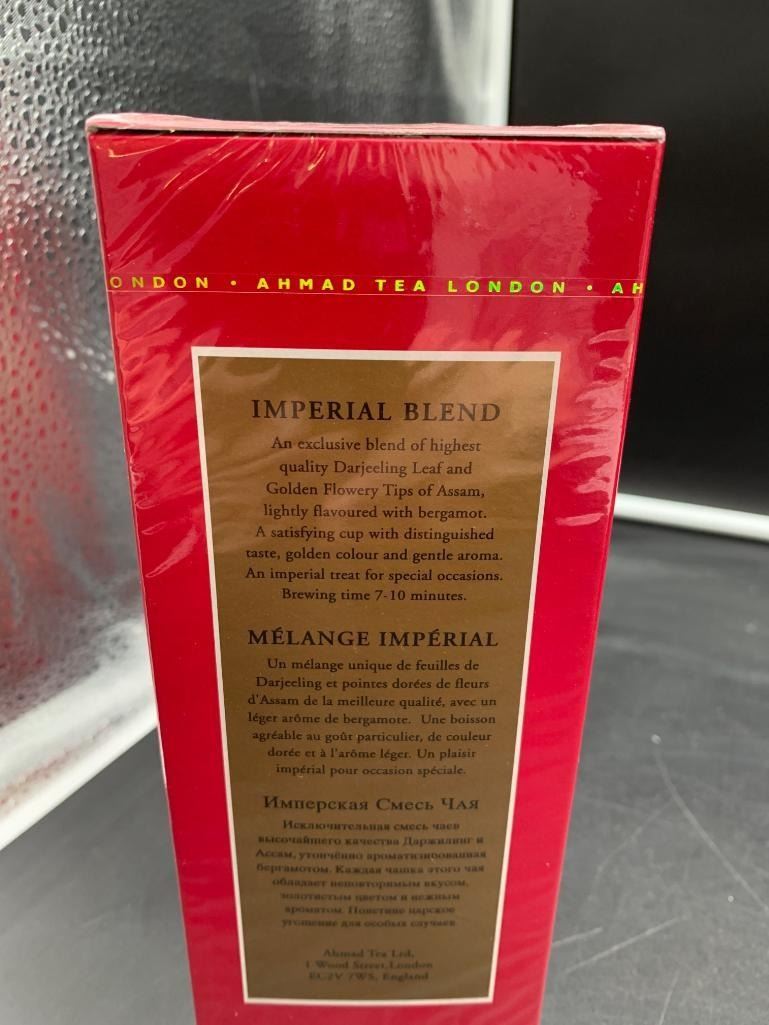 ONDON • AHMAD TEA LONDON • AH
IMPERIAL BLEND
An exclusive blend of highest
quality Darjeeling Leaf and
Golden Flowery Tips of Assam,
lightly flavoured with bergamot.
A satisfying cup with distinguished
taste, golden colour and gentle aroma.
An imperial treat for special occasions.
Brewing time 7-10 minutes.
MÉLANGE IMPÉRIAL
Un mélange unique de feuilles de
Darjeeling et pointes dorées de fleurs
d'Assam de la meilleure qualité, avec un
léger arôme de bergamote. Une boisson
agréable au goût particulier, de couleur
dorée et à l'arôme léger. Un plaisir
impérial pour occasion spéciale.
Имперская Смесь Чая
Исключительная смесь чаев
высочайшего качества Даржилинг и
Ассам, утончённо ароматизированная
бергамотом. Каждая чашка этого чая
обладает неповторимым вкусом,
золотистым цветом и нежным
ароматом. Поистине царское
угощение для особых случаев.
Ahmad Tea Ltd,
1 Wood Street, London
EC2V 7WS, England